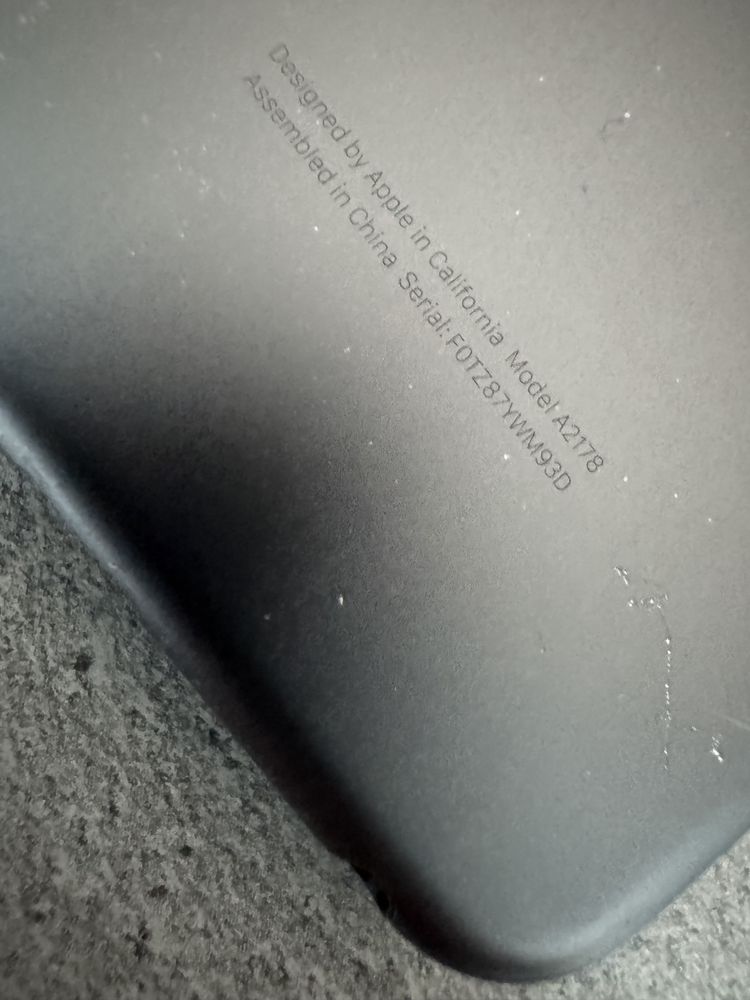 Designed by Apple in California Model A2178
Assembled in China Serial: F0TZ87YWM93D